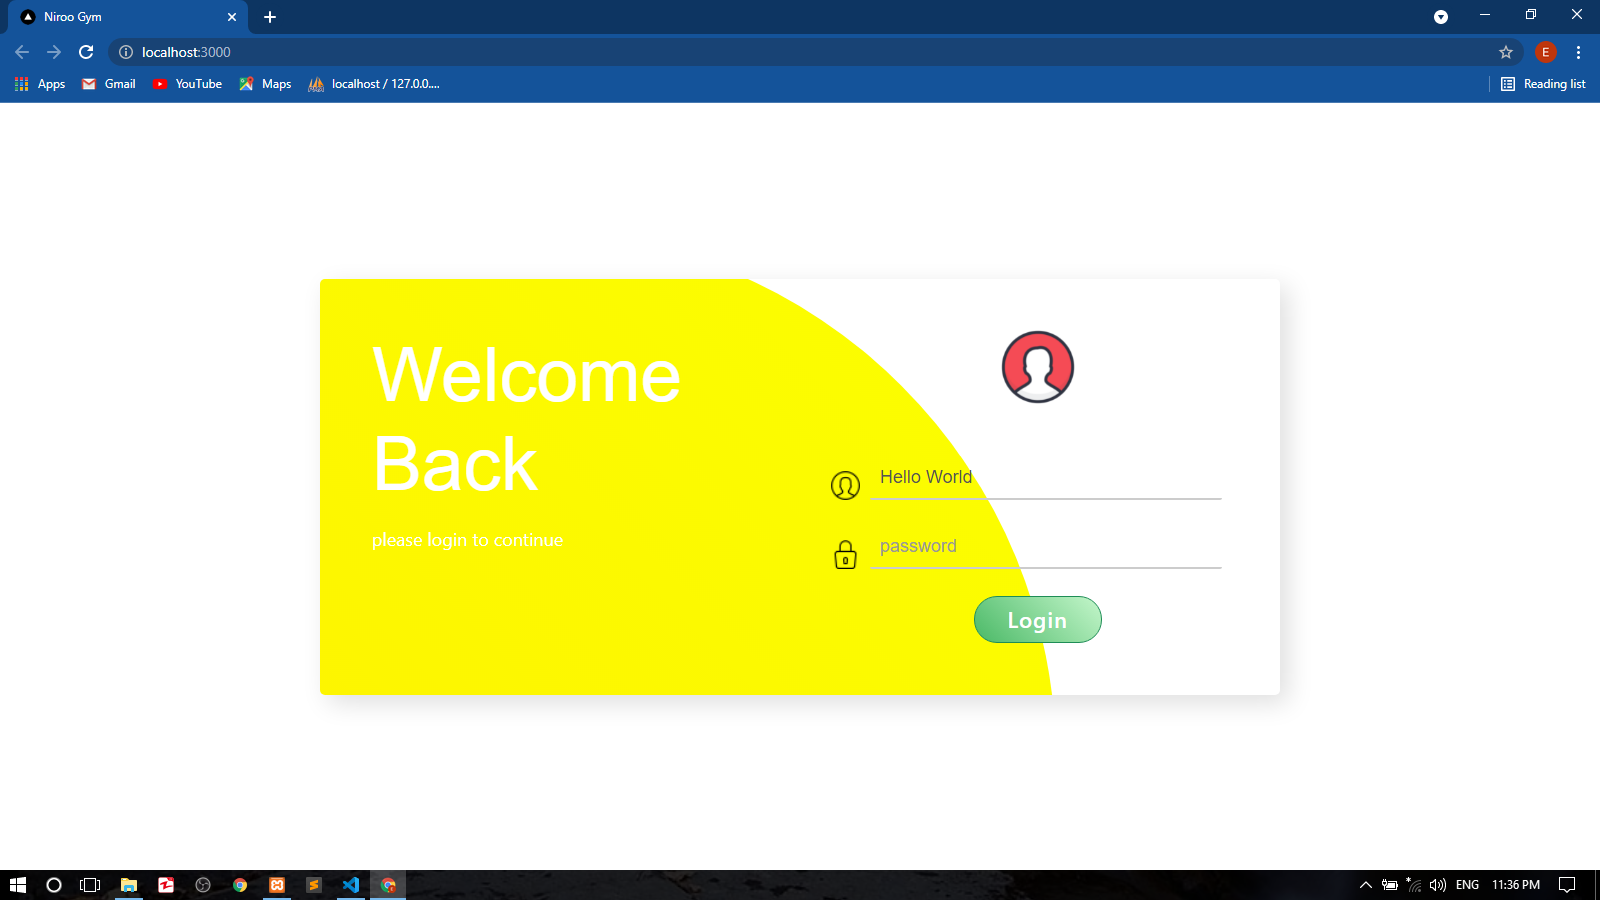 Niroo Gym
localhost:3000
E
Apps
Gmail
YouTube
Maps
localhost / 127.0.0....
Reading list
Welcome
Back
please login to continue
Hello World
password
Login
ENG
11:36 PM